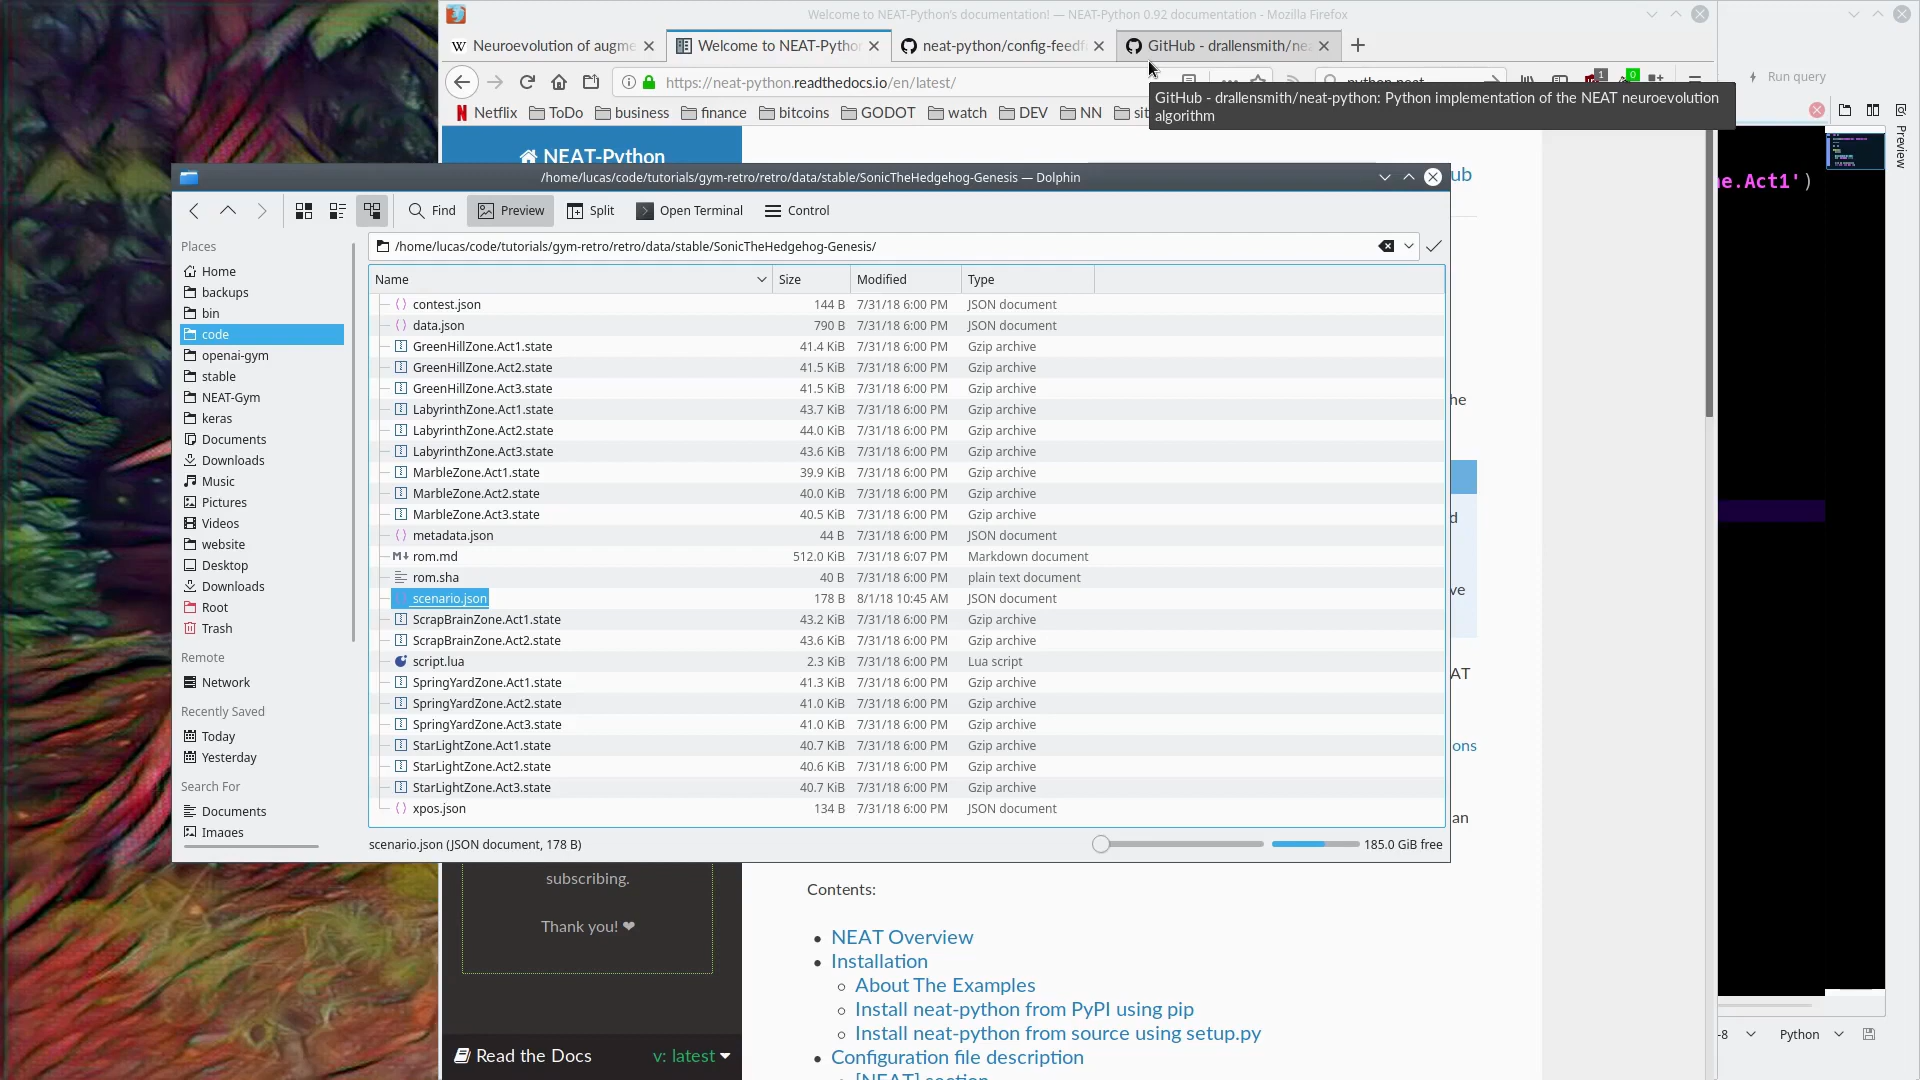 Welcome to NEAT-Python's documentation! — NEAT-Python 0.92 documentation - Mozilla Firefox
Neuroevolution of augme
Welcome to NEAT-Pytho
neat-python/config-feedf
GitHub - drallensmith/nea
https://neat-python.readthedocs.io/en/latest/
python neat
1
0
Run query
GitHub - drallensmith/neat-python: Python implementation of the NEAT neuroevolution
algorithm
Netflix
ToDo
business
finance
bitcoins
GODOT
watch
DEV
NN
sit
Preview
NEAT-Python
ub
ne.Act1')
/home/lucas/code/tutorials/gym-retro/retro/data/stable/SonicTheHedgehog-Genesis — Dolphin
Find
Preview
Split
Open Terminal
Control
/home/lucas/code/tutorials/gym-retro/retro/data/stable/SonicTheHedgehog-Genesis/
Places
Home
backups
bin
code
openai-gym
stable
NEAT-Gym
keras
Documents
Downloads
Music
Pictures
Videos
website
Desktop
Downloads
Root
Trash
Remote
Network
Recently Saved
Today
Yesterday
Search For
Documents
Images
Name Size Modified Type
contest.json 144 B 7/31/18 6:00 PM JSON document
data.json 790 B 7/31/18 6:00 PM JSON document
GreenHillZone.Act1.state 41.4 KiB 7/31/18 6:00 PM Gzip archive
GreenHillZone.Act2.state 41.5 KiB 7/31/18 6:00 PM Gzip archive
GreenHillZone.Act3.state 41.5 KiB 7/31/18 6:00 PM Gzip archive
LabyrinthZone.Act1.state 43.7 KiB 7/31/18 6:00 PM Gzip archive
LabyrinthZone.Act2.state 44.0 KiB 7/31/18 6:00 PM Gzip archive
LabyrinthZone.Act3.state 43.6 KiB 7/31/18 6:00 PM Gzip archive
MarbleZone.Act1.state 39.9 KiB 7/31/18 6:00 PM Gzip archive
MarbleZone.Act2.state 40.0 KiB 7/31/18 6:00 PM Gzip archive
MarbleZone.Act3.state 40.5 KiB 7/31/18 6:00 PM Gzip archive
metadata.json 44 B 7/31/18 6:00 PM JSON document
rom.md 512.0 KiB 7/31/18 6:07 PM Markdown document
rom.sha 40 B 7/31/18 6:00 PM plain text document
scenario.json 178 B 8/1/18 10:45 AM JSON document
ScrapBrainZone.Act1.state 43.2 KiB 7/31/18 6:00 PM Gzip archive
ScrapBrainZone.Act2.state 43.6 KiB 7/31/18 6:00 PM Gzip archive
script.lua 2.3 KiB 7/31/18 6:00 PM Lua script
SpringYardZone.Act1.state 41.3 KiB 7/31/18 6:00 PM Gzip archive
SpringYardZone.Act2.state 41.0 KiB 7/31/18 6:00 PM Gzip archive
SpringYardZone.Act3.state 41.0 KiB 7/31/18 6:00 PM Gzip archive
StarLightZone.Act1.state 40.7 KiB 7/31/18 6:00 PM Gzip archive
StarLightZone.Act2.state 40.6 KiB 7/31/18 6:00 PM Gzip archive
StarLightZone.Act3.state 40.7 KiB 7/31/18 6:00 PM Gzip archive
xpos.json 134 B 7/31/18 6:00 PM JSON document
scenario.json (JSON document, 178 B)
185.0 GiB free
he
d
ve
AT
ons
an
subscribing.
Thank you! ❤
Read the Docs
v: latest
Contents:
NEAT Overview
Installation
About The Examples
Install neat-python from PyPI using pip
Install neat-python from source using setup.py
Configuration file description
[NEAT] section
-8
Python